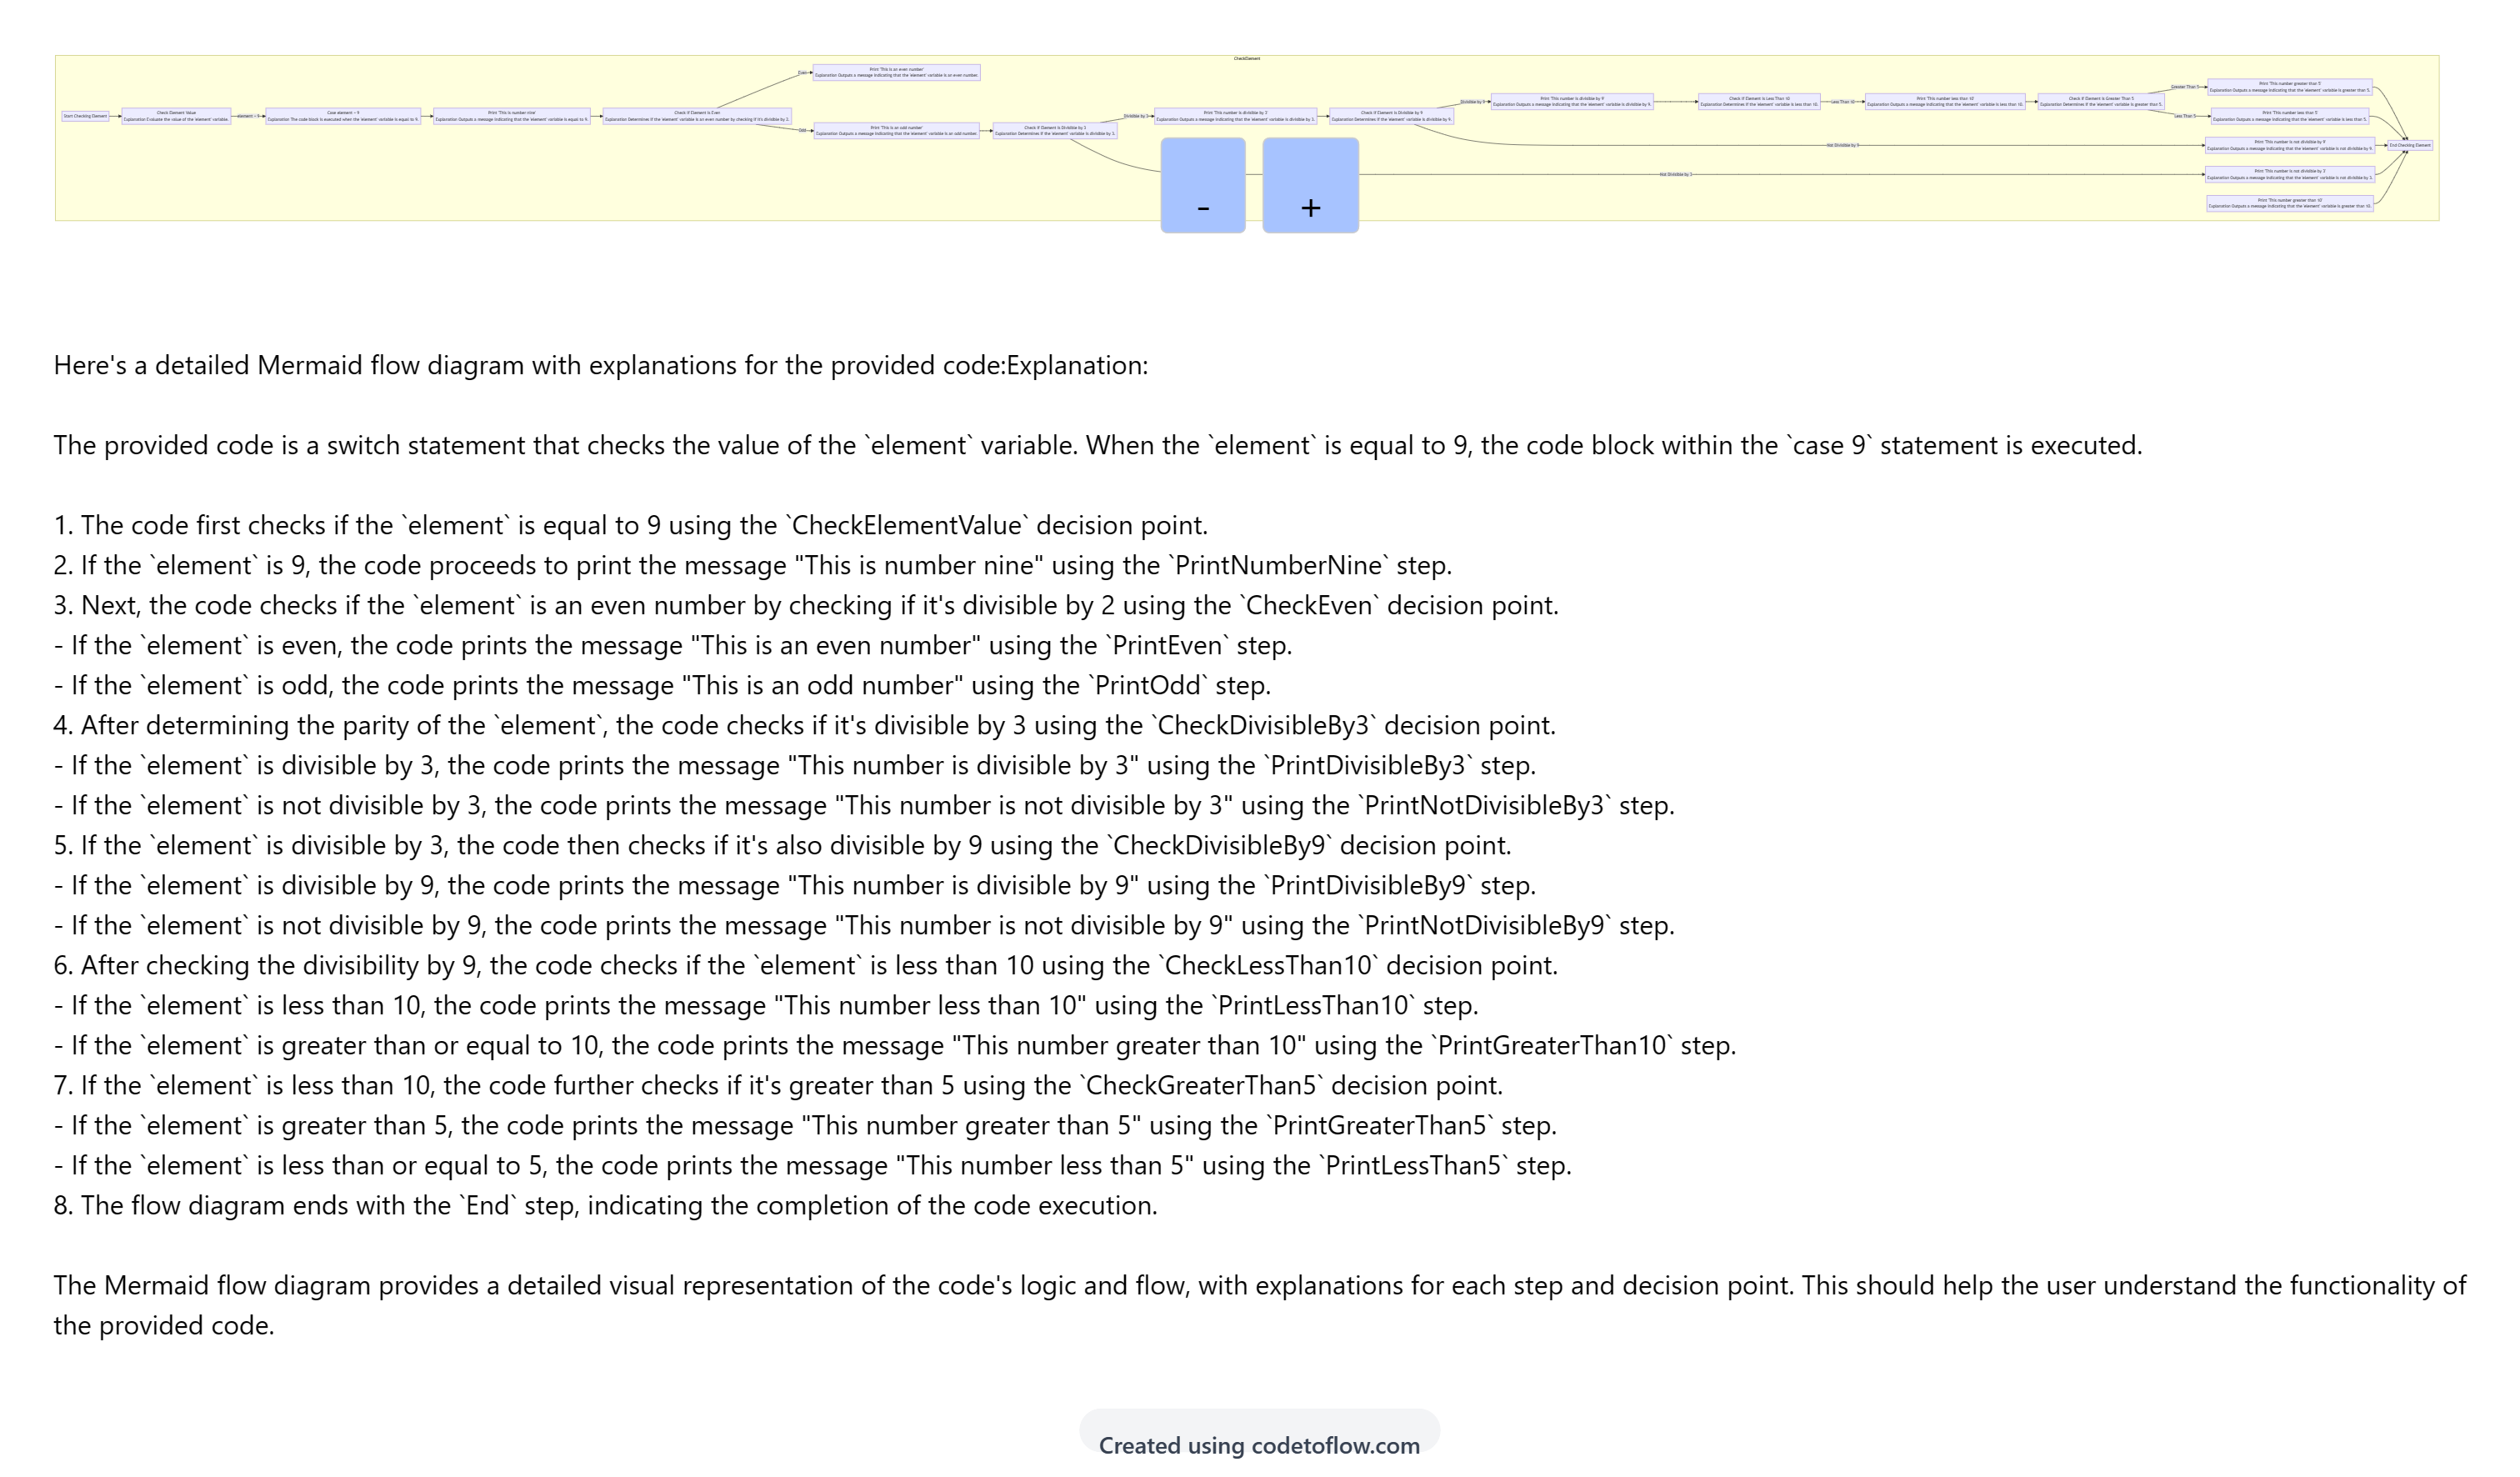 CheckElement
Start Checking Element
Check Element Value
Explanation Evaluate the value of the 'element' variable.
element = 9
Case element = 9
Explanation The code block is executed when the 'element' variable is equal to 9.
Print 'This is number nine'
Explanation Outputs a message indicating that the 'element' variable is equal to 9.
Check if Element is Even
Explanation Determines if the 'element' variable is an even number by checking if it's divisible by 2.
Even
Print 'This is an even number'
Explanation Outputs a message indicating that the 'element' variable is an even number.
Odd
Print 'This is an odd number'
Explanation Outputs a message indicating that the 'element' variable is an odd number.
Check if Element is Divisible by 3
Explanation Determines if the 'element' variable is divisible by 3.
Divisible by 3
Print 'This number is divisible by 3'
Explanation Outputs a message indicating that the 'element' variable is divisible by 3.
Check if Element is Divisible by 9
Explanation Determines if the 'element' variable is divisible by 9.
Divisible by 9
Print 'This number is divisible by 9'
Explanation Outputs a message indicating that the 'element' variable is divisible by 9.
Check if Element is Less Than 10
Explanation Determines if the 'element' variable is less than 10.
Less Than 10
Print 'This number less than 10'
Explanation Outputs a message indicating that the 'element' variable is less than 10.
Check if Element is Greater Than 5
Explanation Determines if the 'element' variable is greater than 5.
Greater Than 5
Print 'This number greater than 5'
Explanation Outputs a message indicating that the 'element' variable is greater than 5.
Less Than 5
Print 'This number less than 5'
Explanation Outputs a message indicating that the 'element' variable is less than 5.
Not Divisible by 9
Print 'This number is not divisible by 9'
Explanation Outputs a message indicating that the 'element' variable is not divisible by 9.
Not Divisible by 3
Print 'This number is not divisible by 3'
Explanation Outputs a message indicating that the 'element' variable is not divisible by 3.
Print 'This number greater than 10'
Explanation Outputs a message indicating that the 'element' variable is greater than 10.
End Checking Element
- +
Here's a detailed Mermaid flow diagram with explanations for the provided code:Explanation:
The provided code is a switch statement that checks the value of the `element` variable. When the `element` is equal to 9, the code block within the `case 9` statement is executed.
1. The code first checks if the `element` is equal to 9 using the `CheckElementValue` decision point.
2. If the `element` is 9, the code proceeds to print the message "This is number nine" using the `PrintNumberNine` step.
3. Next, the code checks if the `element` is an even number by checking if it's divisible by 2 using the `CheckEven` decision point.
- If the `element` is even, the code prints the message "This is an even number" using the `PrintEven` step.
- If the `element` is odd, the code prints the message "This is an odd number" using the `PrintOdd` step.
4. After determining the parity of the `element`, the code checks if it's divisible by 3 using the `CheckDivisibleBy3` decision point.
- If the `element` is divisible by 3, the code prints the message "This number is divisible by 3" using the `PrintDivisibleBy3` step.
- If the `element` is not divisible by 3, the code prints the message "This number is not divisible by 3" using the `PrintNotDivisibleBy3` step.
5. If the `element` is divisible by 3, the code then checks if it's also divisible by 9 using the `CheckDivisibleBy9` decision point.
- If the `element` is divisible by 9, the code prints the message "This number is divisible by 9" using the `PrintDivisibleBy9` step.
- If the `element` is not divisible by 9, the code prints the message "This number is not divisible by 9" using the `PrintNotDivisibleBy9` step.
6. After checking the divisibility by 9, the code checks if the `element` is less than 10 using the `CheckLessThan10` decision point.
- If the `element` is less than 10, the code prints the message "This number less than 10" using the `PrintLessThan10` step.
- If the `element` is greater than or equal to 10, the code prints the message "This number greater than 10" using the `PrintGreaterThan10` step.
7. If the `element` is less than 10, the code further checks if it's greater than 5 using the `CheckGreaterThan5` decision point.
- If the `element` is greater than 5, the code prints the message "This number greater than 5" using the `PrintGreaterThan5` step.
- If the `element` is less than or equal to 5, the code prints the message "This number less than 5" using the `PrintLessThan5` step.
8. The flow diagram ends with the `End` step, indicating the completion of the code execution.
The Mermaid flow diagram provides a detailed visual representation of the code's logic and flow, with explanations for each step and decision point. This should help the user understand the functionality of
the provided code.
Created using codetoflow.com